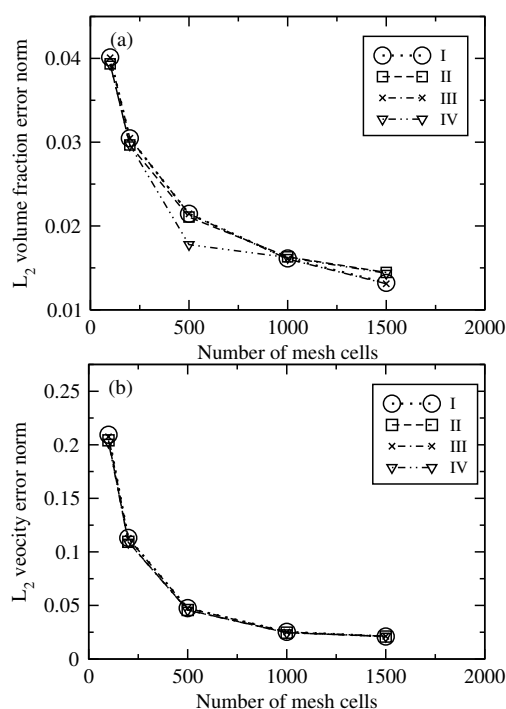 (a)
I
II
III
IV
0.04
0.03
0.02
0.01
L2 volume fraction error norm
0 500 1000 1500 2000
Number of mesh cells
(b)
I
II
III
IV
0.25
0.2
0.15
0.1
0.05
0
L2 veocity error norm
0 500 1000 1500 2000
Number of mesh cells